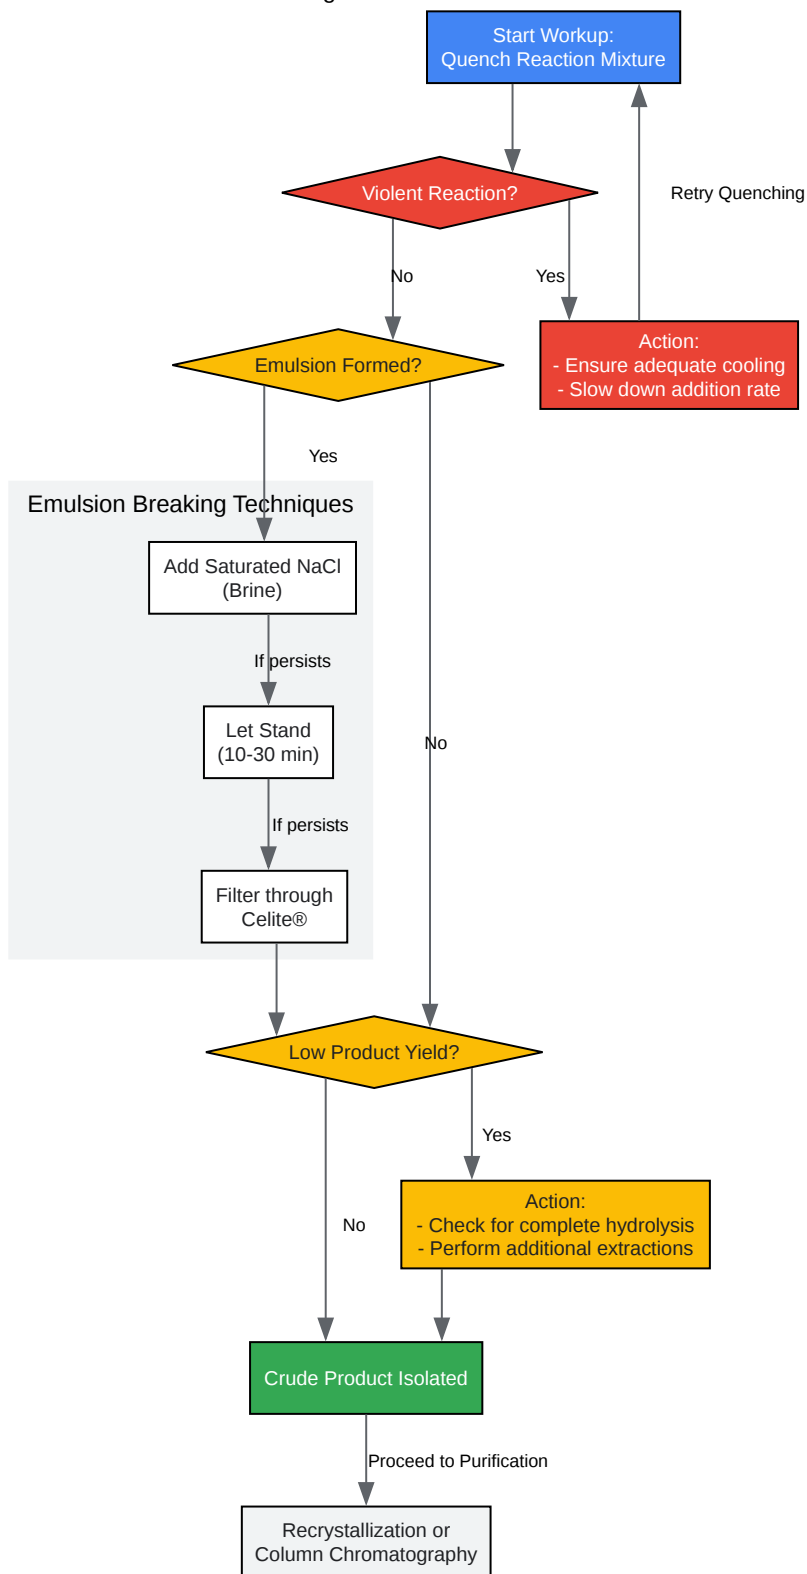 Start Workup:
Quench Reaction Mixture
Violent Reaction?
Retry Quenching
No
Yes
Action:
- Ensure adequate cooling
- Slow down addition rate
Emulsion Formed?
Yes
Emulsion Breaking Techniques
Add Saturated NaCl
(Brine)
If persists
Let Stand
(10-30 min)
No
If persists
Filter through
Celite®
Low Product Yield?
Yes
Action:
- Check for complete hydrolysis
- Perform additional extractions
No
Crude Product Isolated
Proceed to Purification
Recrystallization or
Column Chromatography